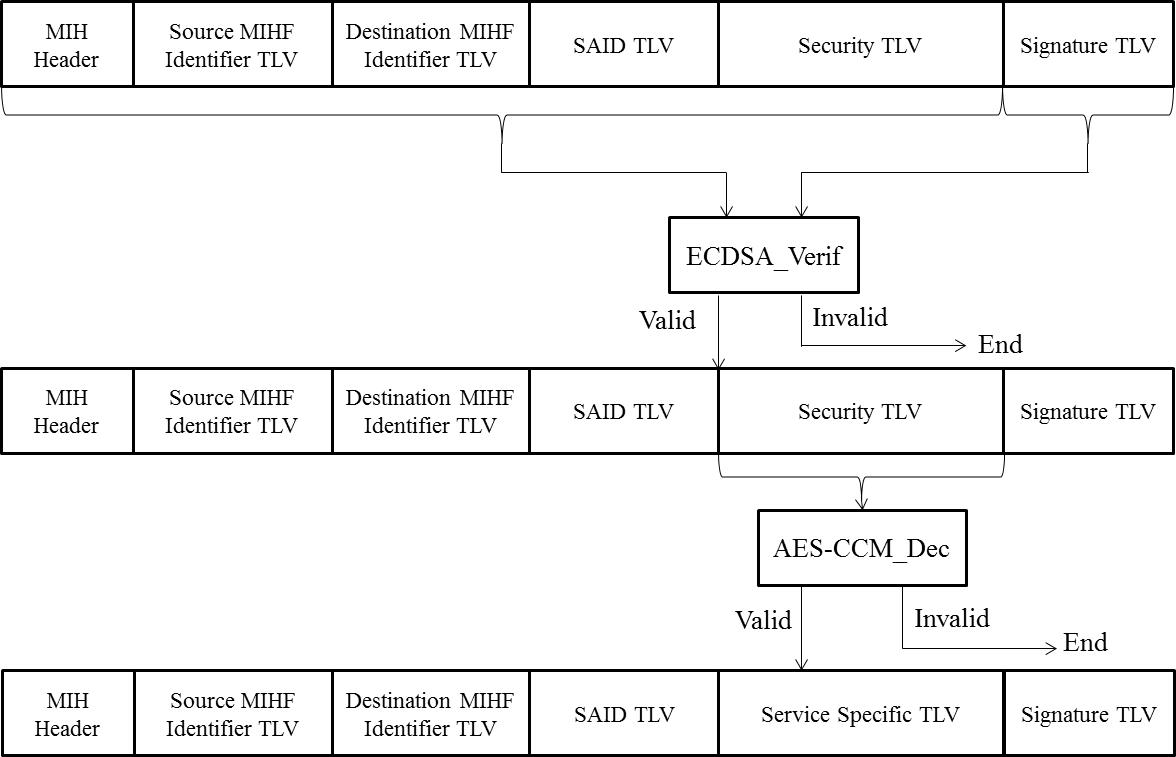 MIH
Header
Source MIHF
Identifier TLV
Destination MIHF
Identifier TLV
SAID TLV
Security TLV
Signature TLV
ECDSA_Verif
Valid
Invalid
End
MIH
Header
Source MIHF
Identifier TLV
Destination MIHF
Identifier TLV
SAID TLV
Security TLV
Signature TLV
AES-CCM_Dec
Valid
Invalid
End
MIH
Header
Source MIHF
Identifier TLV
Destination MIHF
Identifier TLV
SAID TLV
Service Specific TLV
Signature TLV